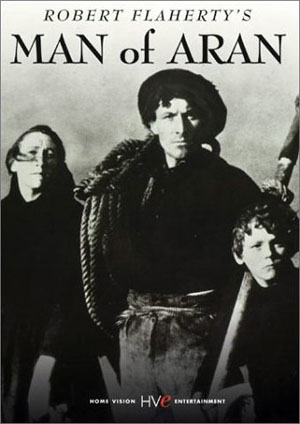 ROBERT FLAHERTY'S
MAN of ARAN
HOME VISION HVe ENTERTAINMENT